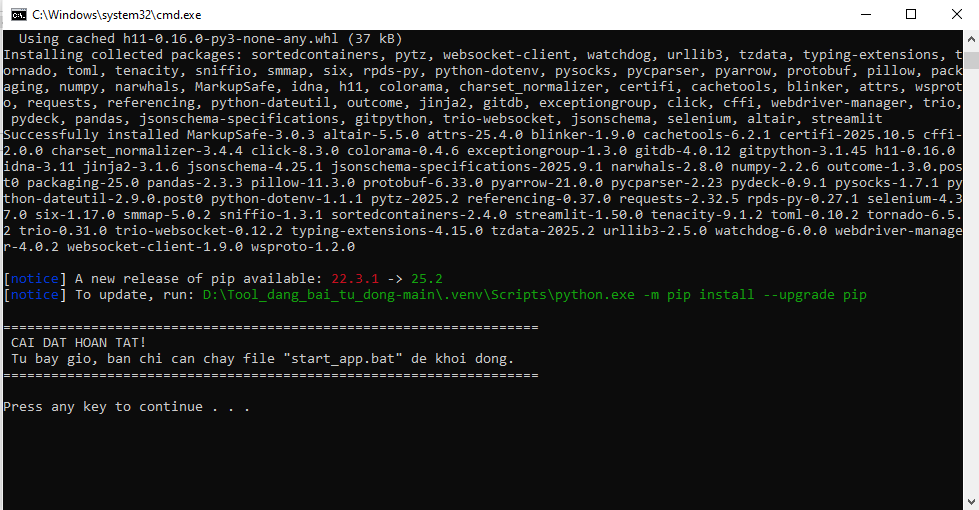 C:\Windows\system32\cmd.exe
  Using cached h11-0.16.0-py3-none-any.whl (37 kB)
Installing collected packages: sortedcontainers, pytz, websocket-client, watchdog, urllib3, tzdata, typing-extensions, t
ornado, toml, tenacity, sniffio, smmap, six, rpds-py, python-dotenv, pysocks, pycparser, pyarrow, protobuf, pillow, pack
aging, numpy, narwhals, MarkupSafe, idna, h11, colorama, charset_normalizer, certifi, cachetools, blinker, attrs, wsprot
o, requests, referencing, python-dateutil, outcome, jinja2, gitdb, exceptiongroup, click, cffi, webdriver-manager, trio,
 pydeck, pandas, jsonschema-specifications, gitpython, trio-websocket, jsonschema, selenium, altair, streamlit
Successfully installed MarkupSafe-3.0.3 altair-5.5.0 attrs-25.4.0 blinker-1.9.0 cachetools-6.2.1 certifi-2025.10.5 cffi-
2.0.0 charset_normalizer-3.4.4 click-8.3.0 colorama-0.4.6 exceptiongroup-1.3.0 gitdb-4.0.12 gitpython-3.1.45 h11-0.16.0
idna-3.11 jinja2-3.1.6 jsonschema-4.25.1 jsonschema-specifications-2025.9.1 narwhals-2.8.0 numpy-2.2.6 outcome-1.3.0.pos
t0 packaging-25.0 pandas-2.3.3 pillow-11.3.0 protobuf-6.33.0 pyarrow-21.0.0 pycparser-2.23 pydeck-0.9.1 pysocks-1.7.1 py
thon-dateutil-2.9.0.post0 python-dotenv-1.1.1 pytz-2025.2 referencing-0.37.0 requests-2.32.5 rpds-py-0.27.1 selenium-4.3
7.0 six-1.17.0 smmap-5.0.2 sniffio-1.3.1 sortedcontainers-2.4.0 streamlit-1.50.0 tenacity-9.1.2 toml-0.10.2 tornado-6.5.
2 trio-0.31.0 trio-websocket-0.12.2 typing-extensions-4.15.0 tzdata-2025.2 urllib3-2.5.0 watchdog-6.0.0 webdriver-manage
r-4.0.2 websocket-client-1.9.0 wsproto-1.2.0
[notice] A new release of pip available: 22.3.1 -> 25.2
[notice] To update, run: D:\Tool_dang_bai_tu_dong-main\.venv\Scripts\python.exe -m pip install --upgrade pip
===================================================================
 CAI DAT HOAN TAT!
 Tu bay gio, ban chi can chay file "start_app.bat" de khoi dong.
===================================================================
Press any key to continue . . .